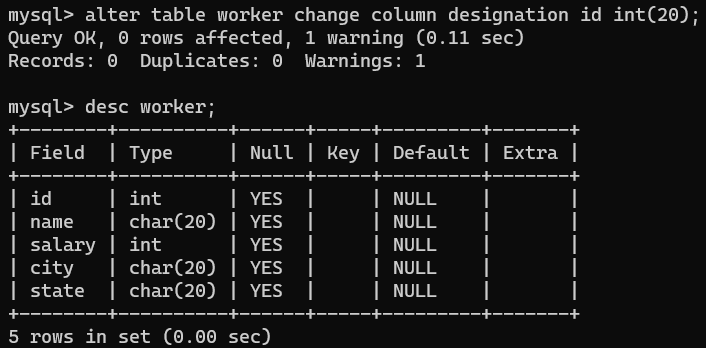 mysql> alter table worker change column designation id int(20);
Query OK, 0 rows affected, 1 warning (0.11 sec)
Records: 0  Duplicates: 0  Warnings: 1

mysql> desc worker;
+--------+----------+------+-----+---------+-------+
| Field  | Type     | Null | Key | Default | Extra |
+--------+----------+------+-----+---------+-------+
| id     | int      | YES  |     | NULL    |       |
| name   | char(20) | YES  |     | NULL    |       |
| salary | int      | YES  |     | NULL    |       |
| city   | char(20) | YES  |     | NULL    |       |
| state  | char(20) | YES  |     | NULL    |       |
+--------+----------+------+-----+---------+-------+
5 rows in set (0.00 sec)